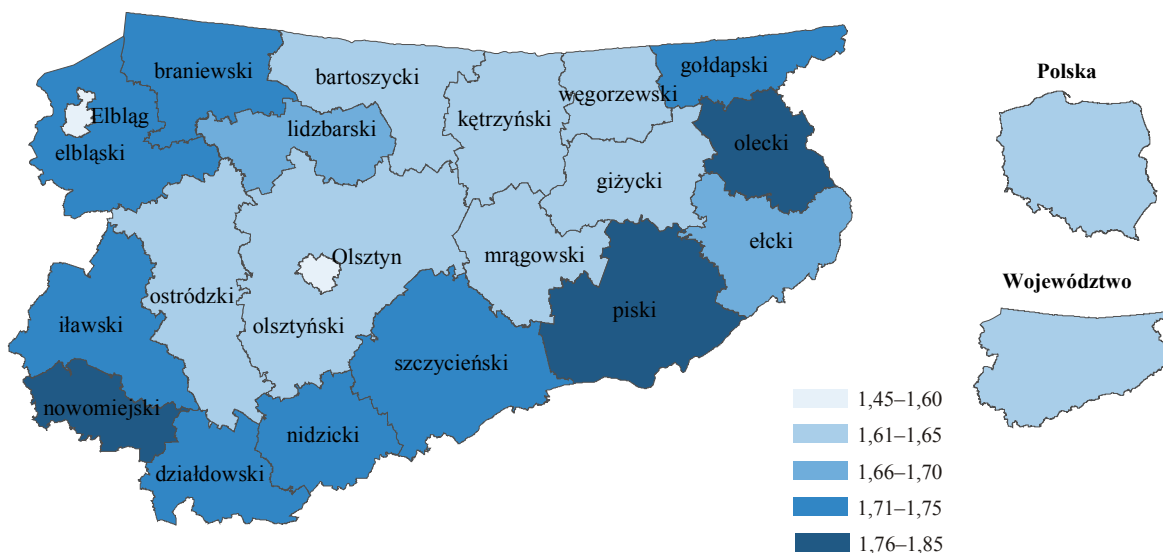 braniewski
bartoszycki
gołdapski
węgorzewski
Polska
Elbląg
lidzbarski
kętrzyński
olecki
elbląski
giżycki
ełcki
Olsztyn
mrągowski
Województwo
ostródzki
iławski
olsztyński
piski
szczycieński
nowomiejski
nidzicki
działdowski
1,45–1,60
1,61–1,65
1,66–1,70
1,71–1,75
1,76–1,85